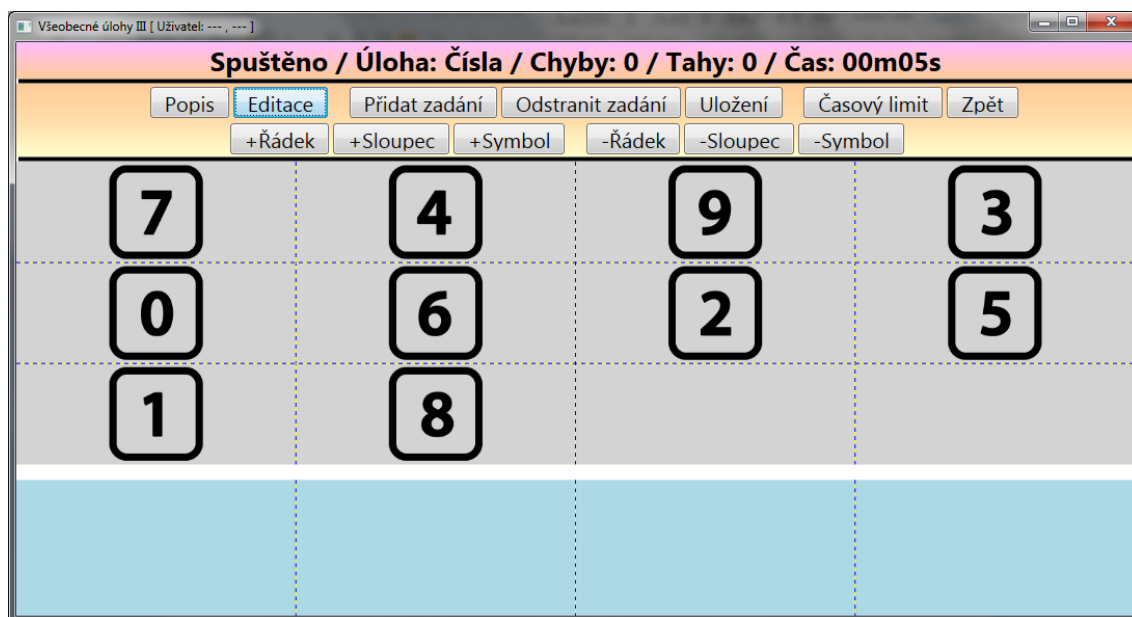 Všeobecné úlohy III [ Uživatel: --- , --- ]
Spuštěno / Úloha: Čísla / Chyby: 0 / Tahy: 0 / Čas: 00m05s
Popis Editace Přidat zadání Odstranit zadání Uložení Časový limit Zpět
+Řádek +Sloupec +Symbol -Řádek -Sloupec -Symbol
7 4 9 3
0 6 2 5
1 8